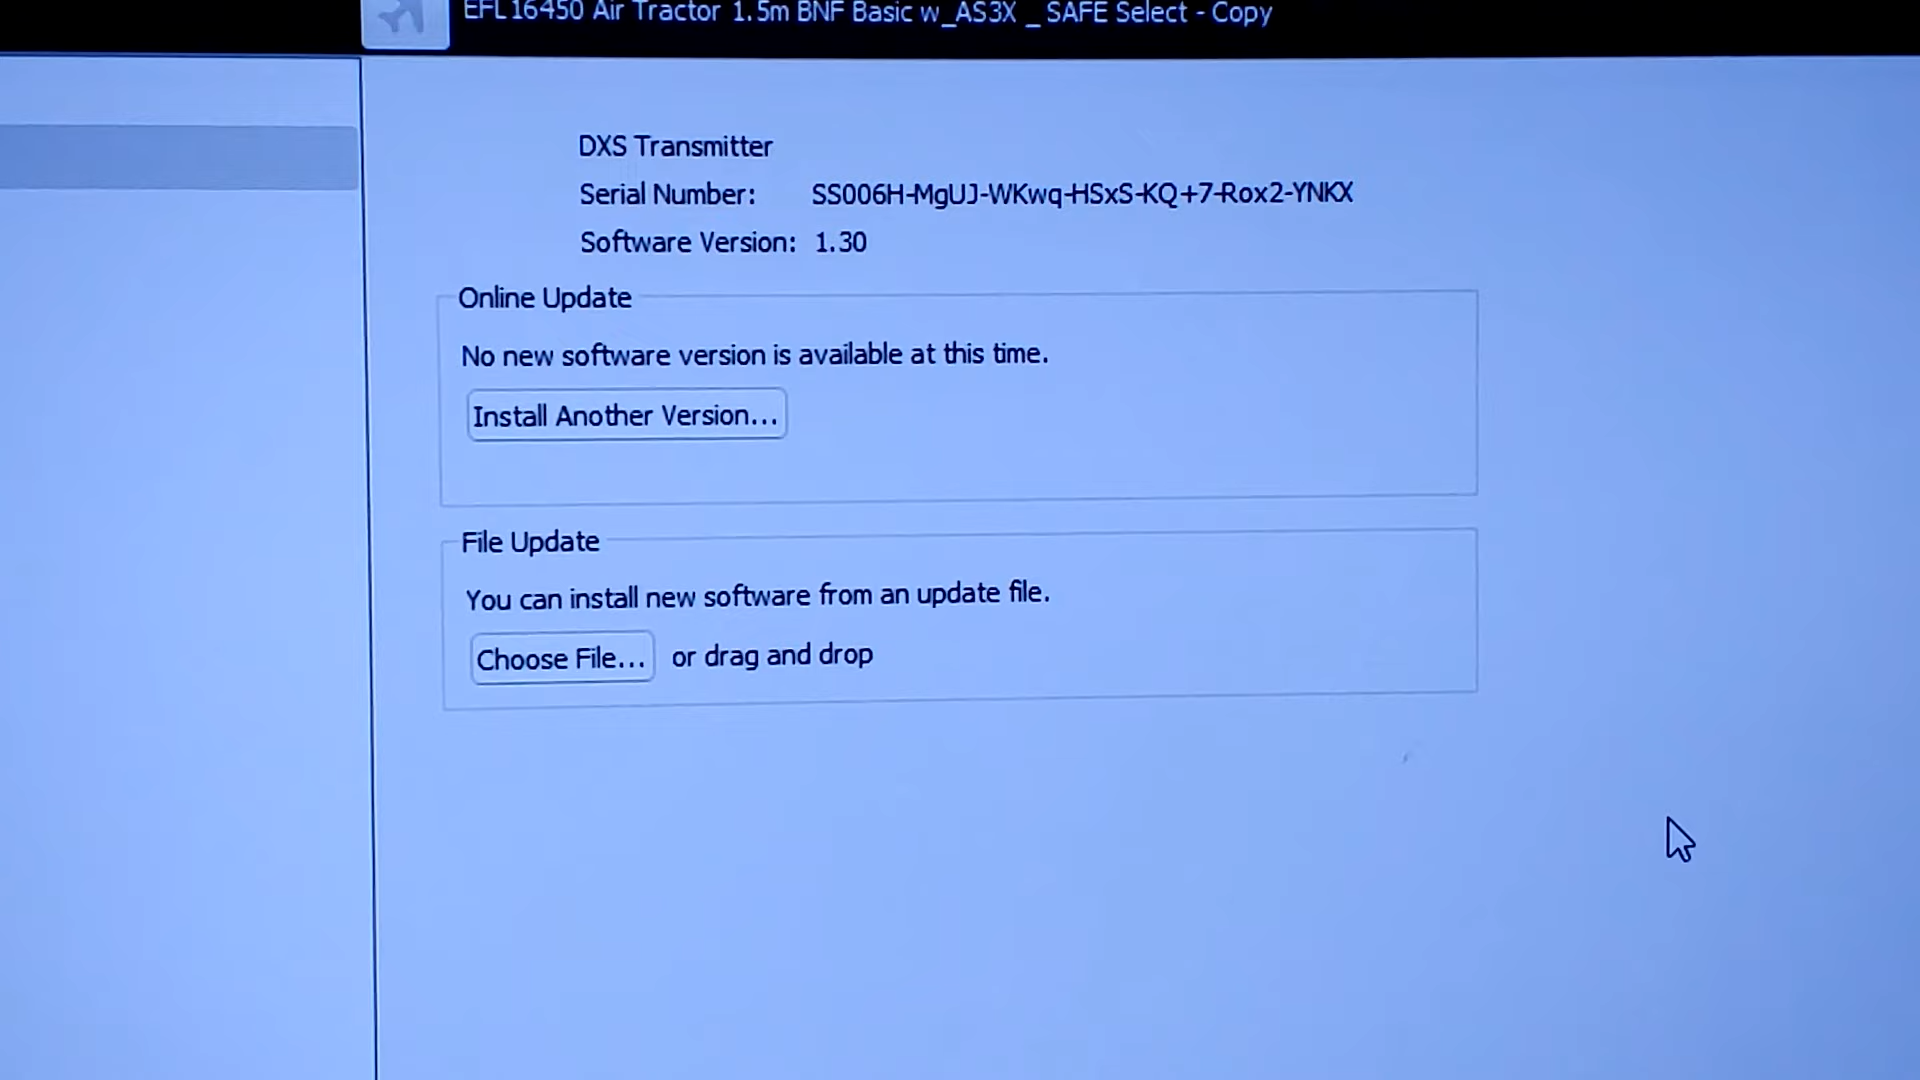 EFL16450 Air Tractor 1.5m BNF Basic w_AS3X _ SAFE Select - Copy
DXS Transmitter
Serial Number: SS006H-MgUJ-WKwq-HSxS-KQ+7-Rox2-YNKX
Software Version: 1.30
Online Update
No new software version is available at this time.
Install Another Version...
File Update
You can install new software from an update file.
Choose File... or drag and drop